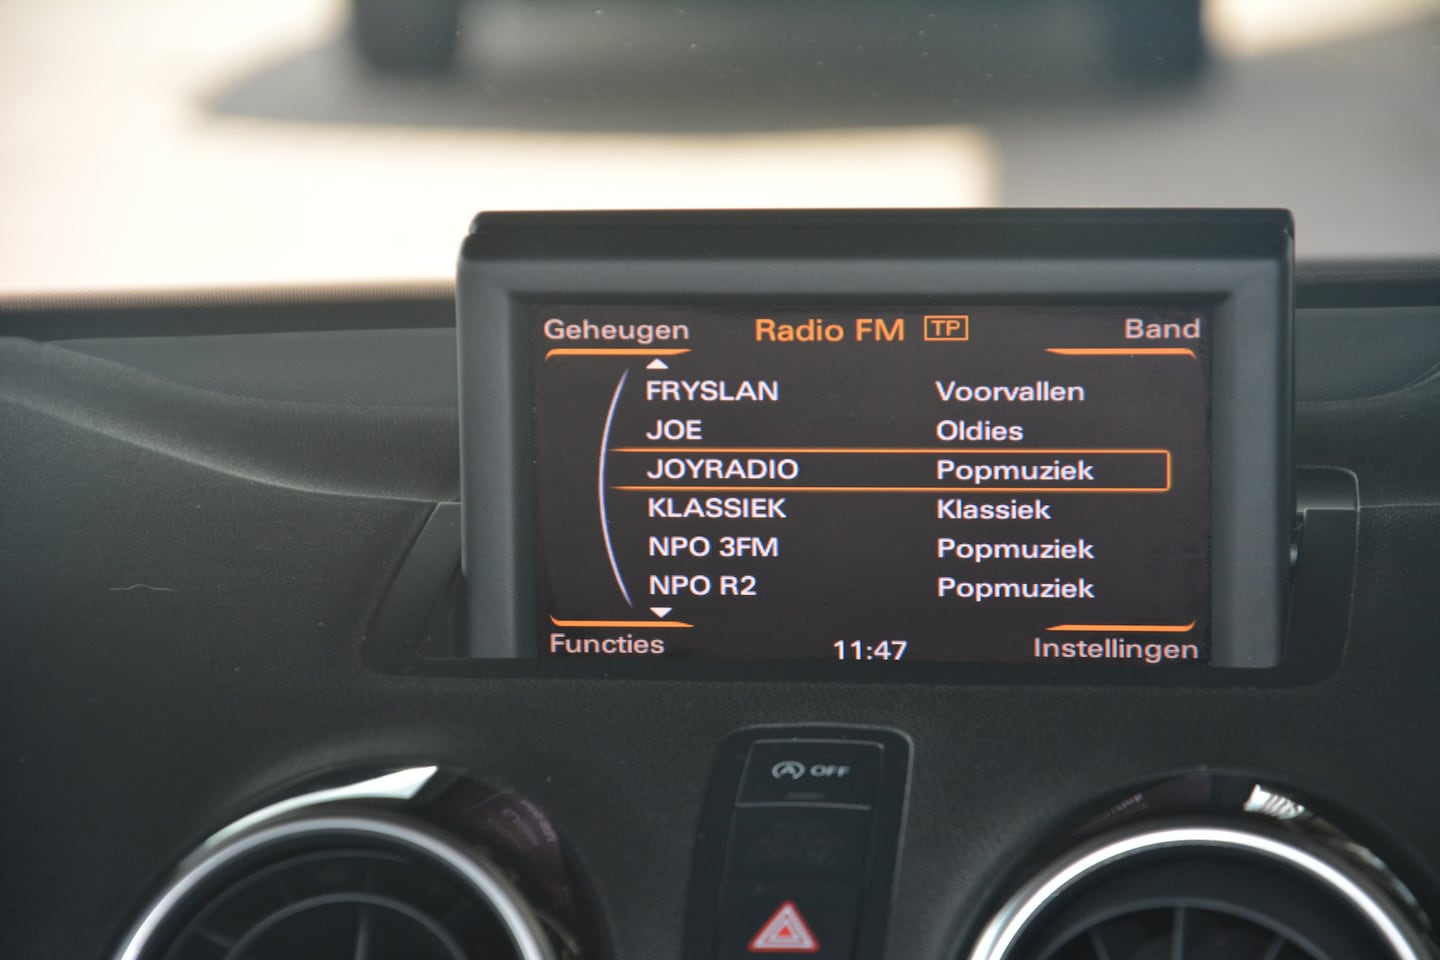 Geheugen Radio FM TP Band
FRYSLAN Voorvallen
JOE Oldies
JOYRADIO Popmuziek
KLASSIEK Klassiek
NPO 3FM Popmuziek
NPO R2 Popmuziek
Functies 11:47 Instellingen
A OFF